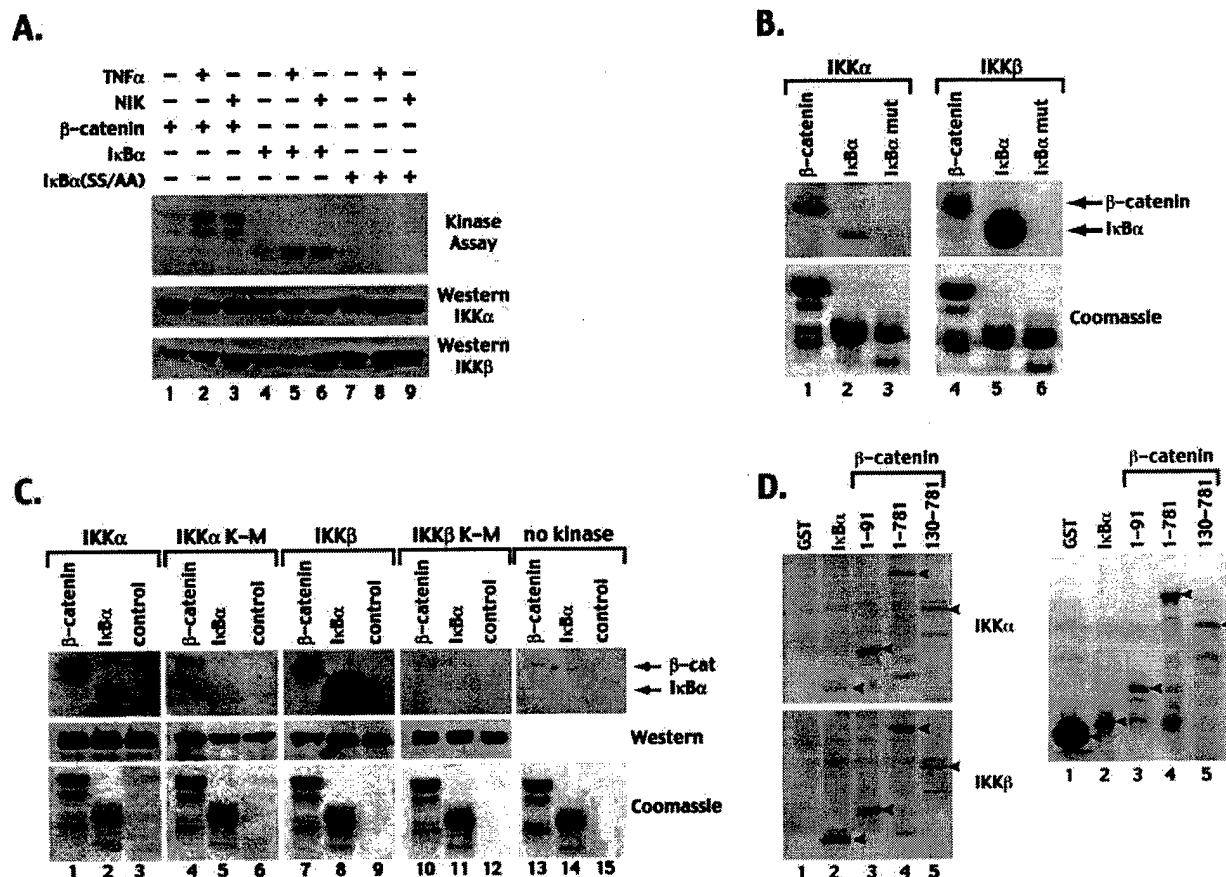 A.
TNFα – + – – + – – + –
NIK – – + – – + – – +
β-catenin + + + – – – – – –
IκBα – – – + + + – – –
IκBα(SS/AA) – – – – – – + + +
Kinase
Assay
Western
IKKα
Western
IKKβ
1 2 3 4 5 6 7 8 9
B.
IKKα IKKβ
β-catenin IκBα IκBα mut β-catenin IκBα IκBα mut
β-catenin
IκBα
Coomassie
1 2 3 4 5 6
C.
IKKα IKKα K-M IKKβ IKKβ K-M no kinase
β-catenin IκBα control β-catenin IκBα control β-catenin IκBα control β-catenin IκBα control β-catenin IκBα control
β-cat
IκBα
Western
Coomassie
1 2 3 4 5 6 7 8 9 10 11 12 13 14 15
D.
β-catenin β-catenin
GST IκBα 1-91 1-781 130-781 GST IκBα 1-91 1-781 130-781
IKKα
IKKβ
1 2 3 4 5 1 2 3 4 5